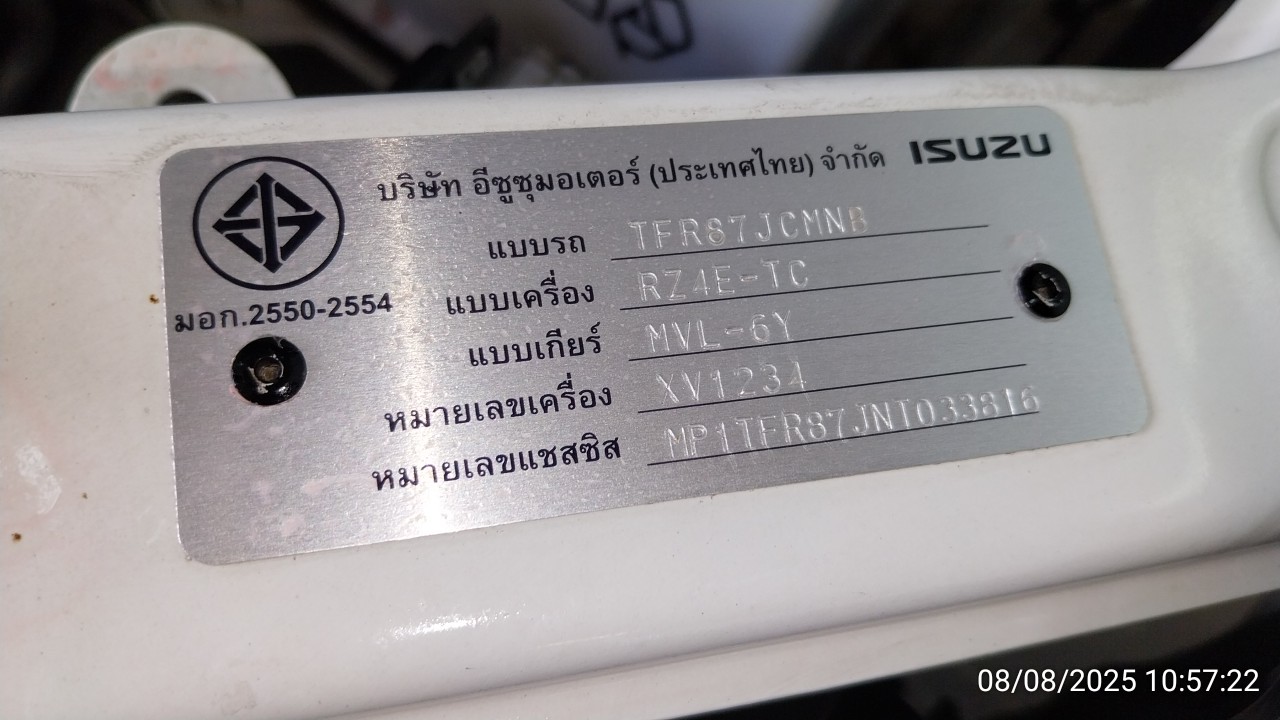 บริษัท อีซูซุมอเตอร์ (ประเทศไทย) จำกัด ISUZU
มอก.2550-2554
แบบรถ TFR87JCMNB
แบบเครื่อง RZ4E-TC
แบบเกียร์ MVL-6Y
หมายเลขเครื่อง XV1234
หมายเลขแชสซิส MP1TFR87JNT033816
08/08/2025 10:57:22